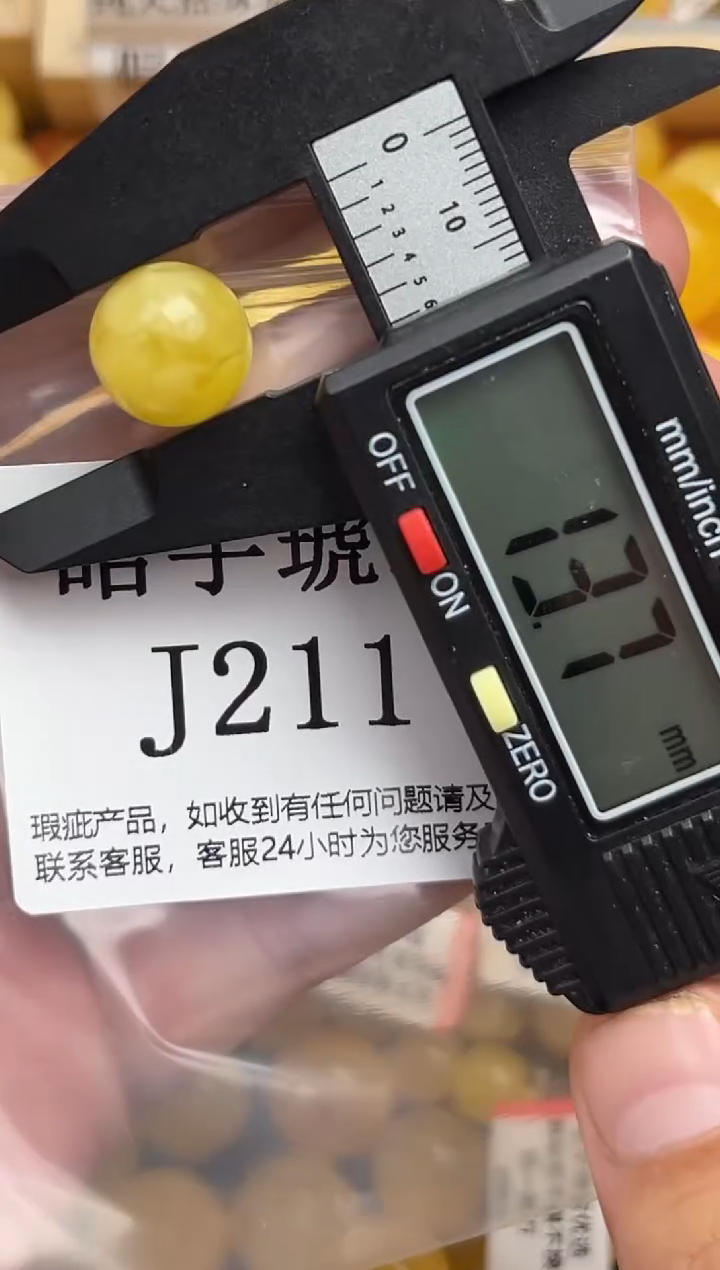 0
10
1
2
3
4
5
6
OFF
ON
ZERO
mm/inch
13.7
mm
J211
瑕疵产品，如收到有任何问题请及
联系客服，客服24小时为您服务